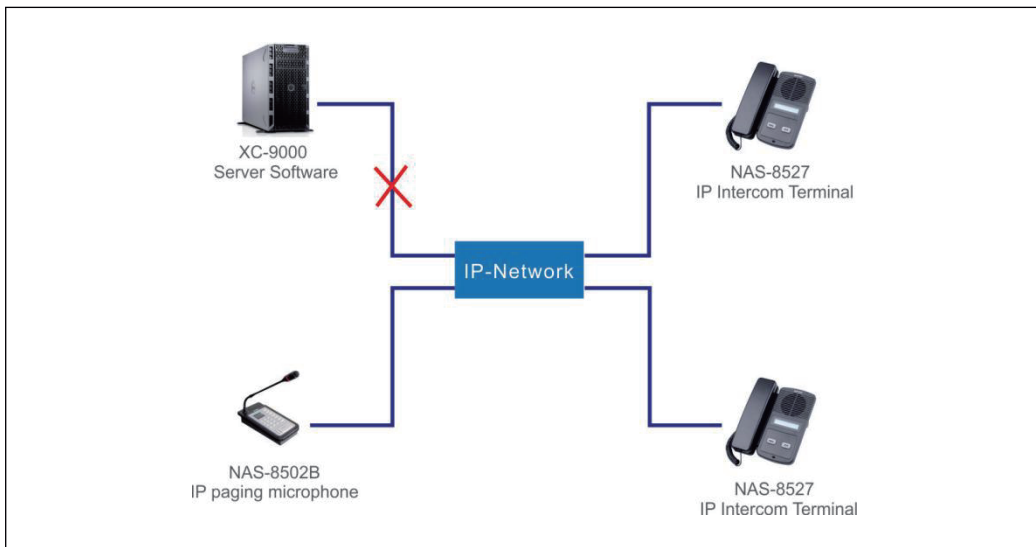 XC-9000
Server Software
NAS-8527
IP Intercom Terminal
IP-Network
NAS-8502B
IP paging microphone
NAS-8527
IP Intercom Terminal